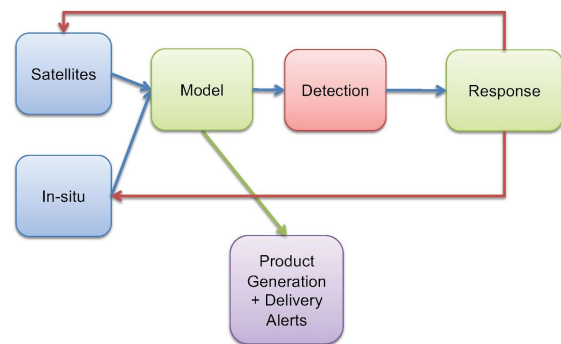 Satellites
Model
Detection
Response
In-situ
Product
Generation
+ Delivery
Alerts